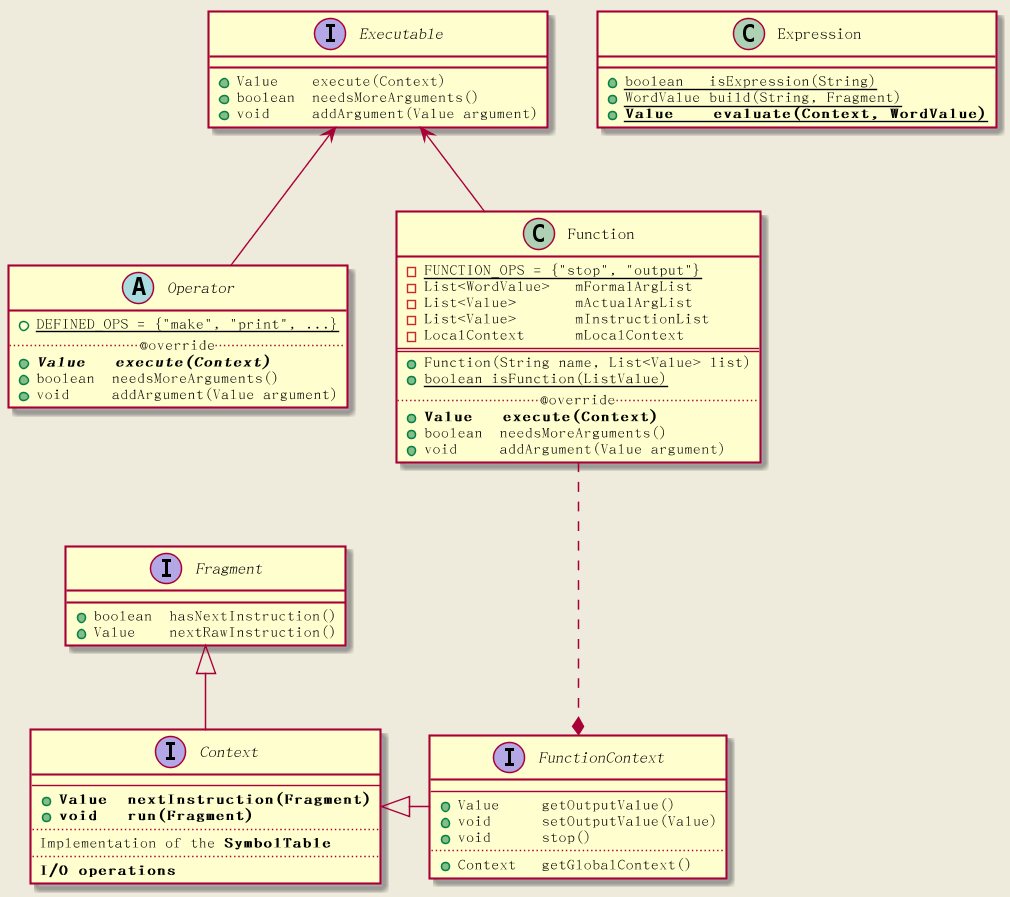 I Executable
Value execute(Context)
boolean needsMoreArguments()
void addArgument(Value argument)
C Expression
boolean isExpression(String)
WordValue build(String, Fragment)
Value evaluate(Context, WordValue)
A Operator
DEFINED_OPS = {"make", "print", ...}
@override
Value execute(Context)
boolean needsMoreArguments()
void addArgument(Value argument)
C Function
FUNCTION_OPS = {"stop", "output"}
List<WordValue> mFormalArgList
List<Value> mActualArgList
List<Value> mInstructionList
LocalContext mLocalContext
Function(String name, List<Value> list)
boolean isFunction(ListValue)
@override
Value execute(Context)
boolean needsMoreArguments()
void addArgument(Value argument)
I Fragment
boolean hasNextInstruction()
Value nextRawInstruction()
I Context
Value nextInstruction(Fragment)
void run(Fragment)
Implementation of the SymbolTable
I/O operations
I FunctionContext
Value getOutputValue()
void setOutputValue(Value)
void stop()
Context getGlobalContext()